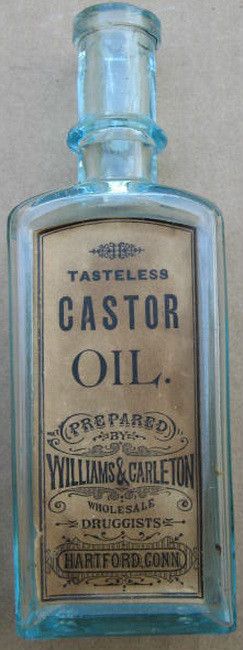 TASTELESS
CASTOR
OIL.
PREPARED
BY
WILLIAMS & CARLETON
WHOLESALE
DRUGGISTS
HARTFORD, CONN.